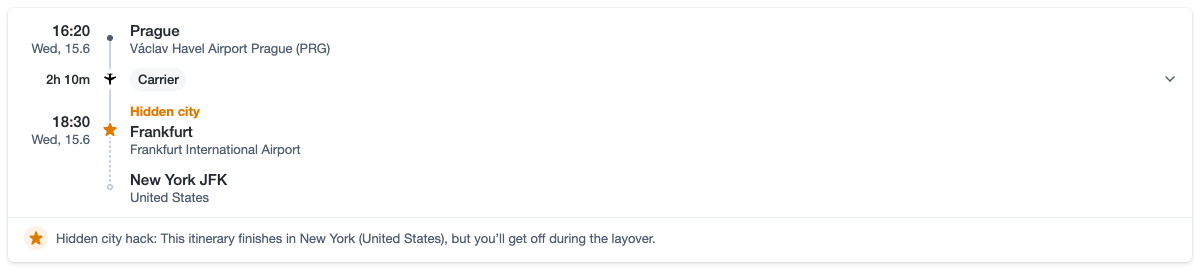 16:20 Prague
Wed, 15.6 Václav Havel Airport Prague (PRG)
2h 10m Carrier
Hidden city
18:30 Frankfurt
Wed, 15.6 Frankfurt International Airport
New York JFK
United States
Hidden city hack: This itinerary finishes in New York (United States), but you’ll get off during the layover.